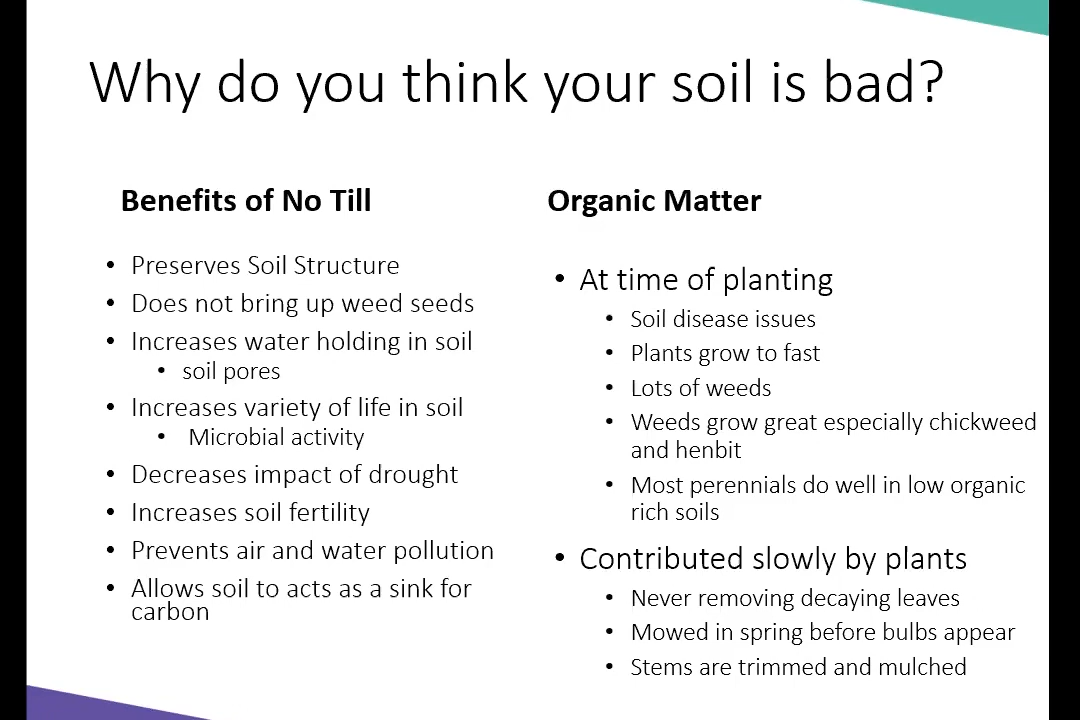 Why do you think your soil is bad?
Benefits of No Till
• Preserves Soil Structure
• Does not bring up weed seeds
• Increases water holding in soil
• soil pores
• Increases variety of life in soil
• Microbial activity
• Decreases impact of drought
• Increases soil fertility
• Prevents air and water pollution
• Allows soil to acts as a sink for
carbon
Organic Matter
• At time of planting
• Soil disease issues
• Plants grow to fast
• Lots of weeds
• Weeds grow great especially chickweed
and henbit
• Most perennials do well in low organic
rich soils
• Contributed slowly by plants
• Never removing decaying leaves
• Mowed in spring before bulbs appear
• Stems are trimmed and mulched